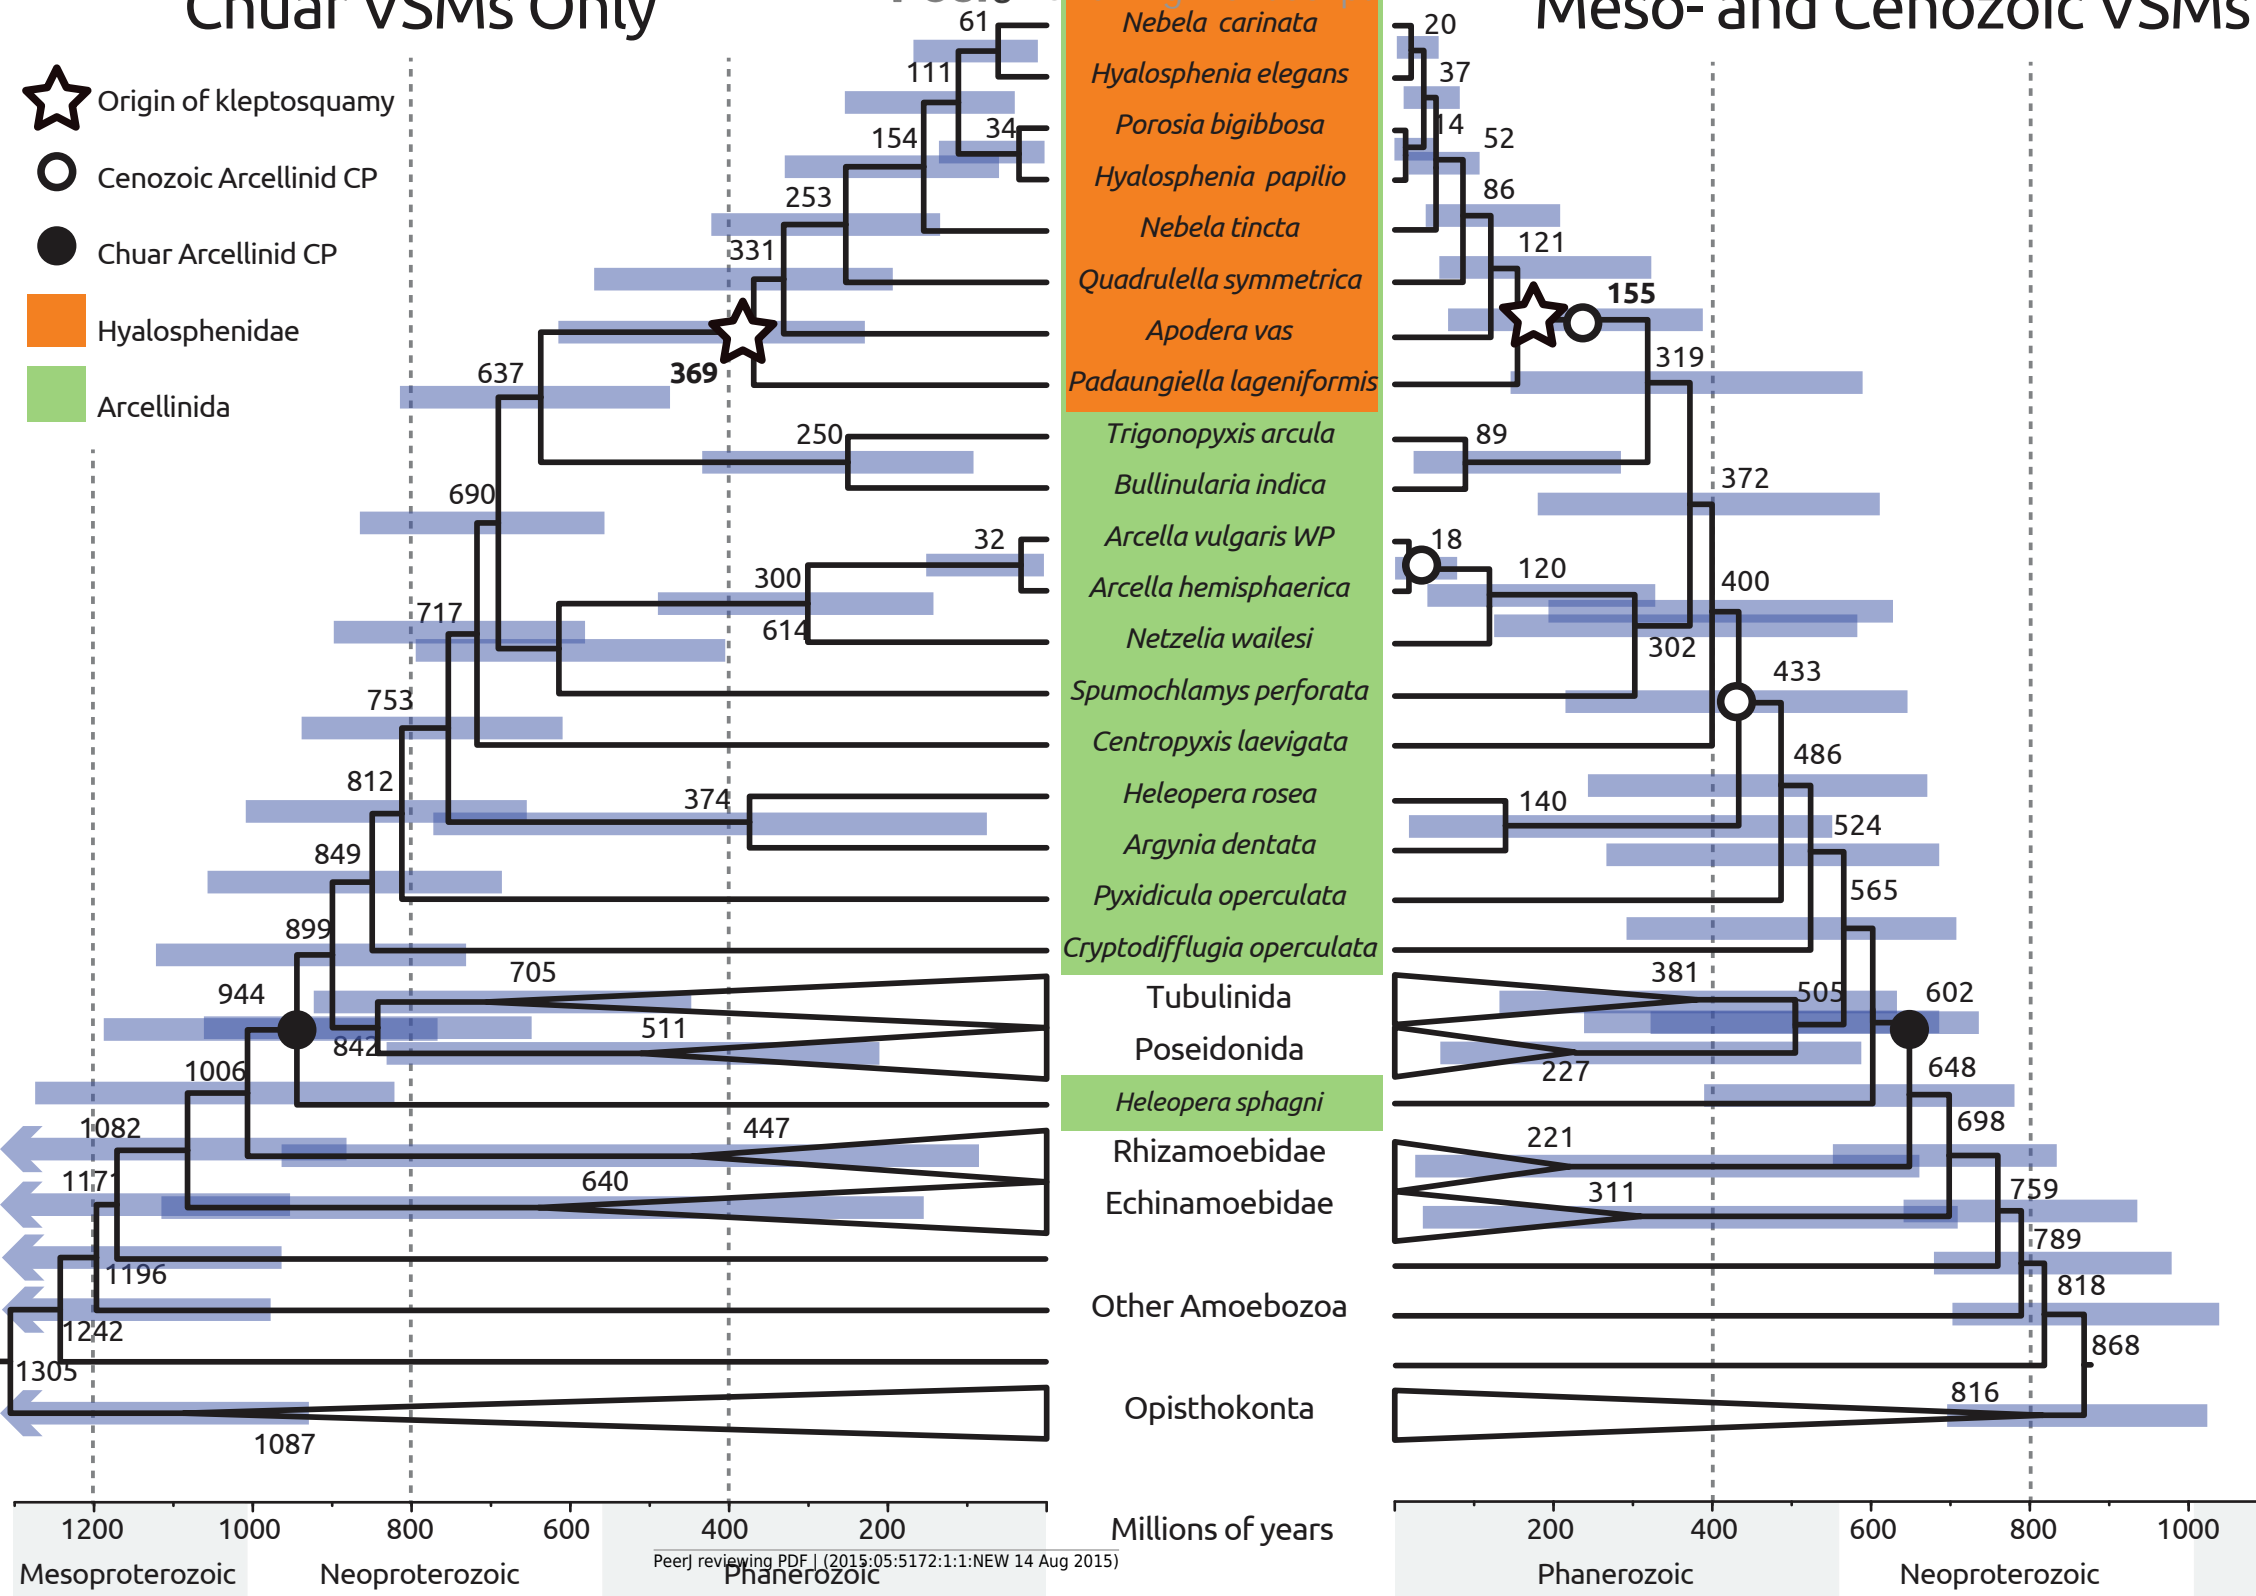 Chuar VSMs Only
Meso- and Cenozoic VSMs
Origin of kleptosquamy
Cenozoic Arcellinid CP
Chuar Arcellinid CP
Hyalosphenidae
Arcellinida
61
111
34
154
253
331
369
637
250
690
32
300
614
717
753
812
374
849
899
705
944
511
842
1006
447
1082
640
1171
1196
1242
1305
1087
Nebela carinata
Hyalosphenia elegans
Porosia bigibbosa
Hyalosphenia papilio
Nebela tincta
Quadrulella symmetrica
Apodera vas
Padaungiella lageniformis
Trigonopyxis arcula
Bullinularia indica
Arcella vulgaris WP
Arcella hemisphaerica
Netzelia wailesi
Spumochlamys perforata
Centropyxis laevigata
Heleopera rosea
Argynia dentata
Pyxidicula operculata
Cryptodifflugia operculata
Tubulinida
Poseidonida
Heleopera sphagni
Rhizamoebidae
Echinamoebidae
Other Amoebozoa
Opisthokonta
20
37
14
52
86
121
155
319
89
372
18
120
400
302
433
486
140
524
565
381
505
602
227
648
698
221
311
759
789
818
868
816
1200 1000 800 600 400 200
Millions of years
200 400 600 800 1000
Mesoproterozoic Neoproterozoic Phanerozoic
Phanerozoic Neoproterozoic
PeerJ reviewing PDF | (2015:05:5172:1:1:NEW 14 Aug 2015)